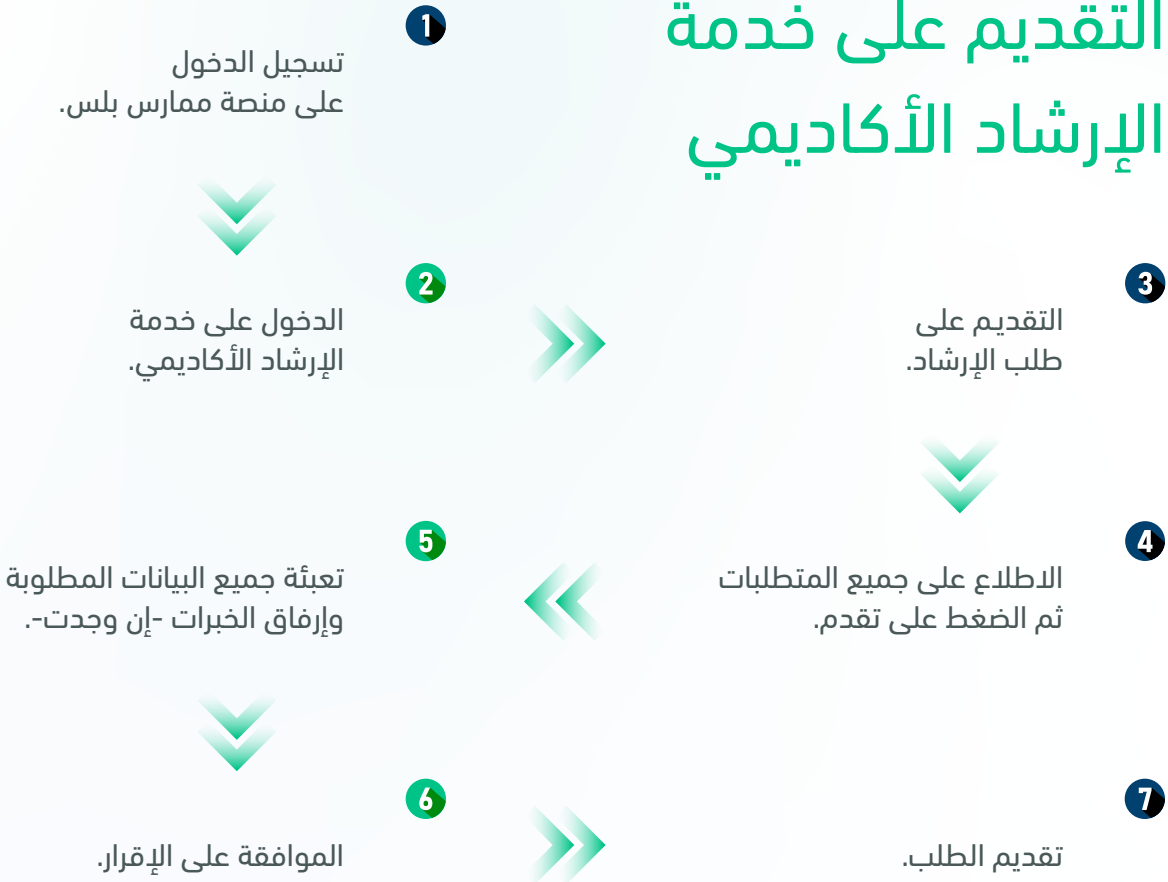 التقديم على خدمة
الإرشاد الأكاديمي
1
تسجيل الدخول
على منصة ممارس بلس.
2
الدخول على خدمة
الإرشاد الأكاديمي.
3
التقديم على
طلب الإرشاد.
4
الاطلاع على جميع المتطلبات
ثم الضغط على تقدم.
5
تعبئة جميع البيانات المطلوبة
وإرفاق الخبرات -إن وجدت-.
6
الموافقة على الإقرار.
7
تقديم الطلب.